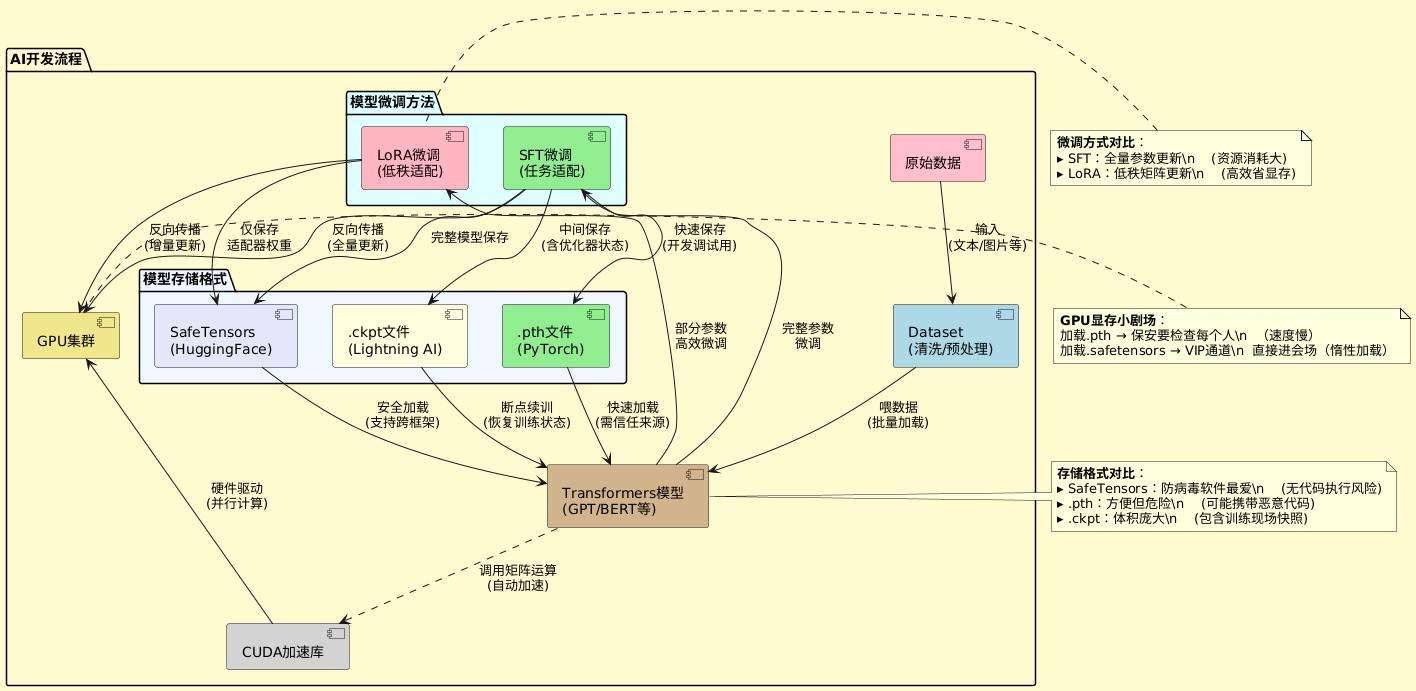 AI开发流程
模型微调方法
LoRA微调
(低秩适配)
SFT微调
(任务适配)
原始数据
微调方式对比：
▸ SFT：全量参数更新\n （资源消耗大）
▸ LoRA：低秩矩阵更新\n （高效省显存）
反向传播
(增量更新)
仅保存
适配器权重
反向传播
(全量更新)
完整模型保存
中间保存
(含优化器状态)
快速保存
(开发调试用)
输入
(文本/图片等)
模型存储格式
GPU集群
SafeTensors
(HuggingFace)
.ckpt文件
(Lightning AI)
.pth文件
(PyTorch)
部分参数
高效微调
完整参数
微调
Dataset
(清洗/预处理)
GPU显存小剧场：
加载.pth → 保安要检查每个人\n （速度慢）
加载.safetensors → VIP通道\n 直接进会场（惰性加载）
安全加载
(支持跨框架)
断点续训
(恢复训练状态)
快速加载
(需信任来源)
喂数据
(批量加载)
硬件驱动
(并行计算)
Transformers模型
(GPT/BERT等)
存储格式对比：
▸ SafeTensors：防病毒软件最爱\n （无代码执行风险）
▸ .pth：方便但危险\n （可能携带恶意代码）
▸ .ckpt：体积庞大\n （包含训练现场快照）
调用矩阵运算
(自动加速)
CUDA加速库